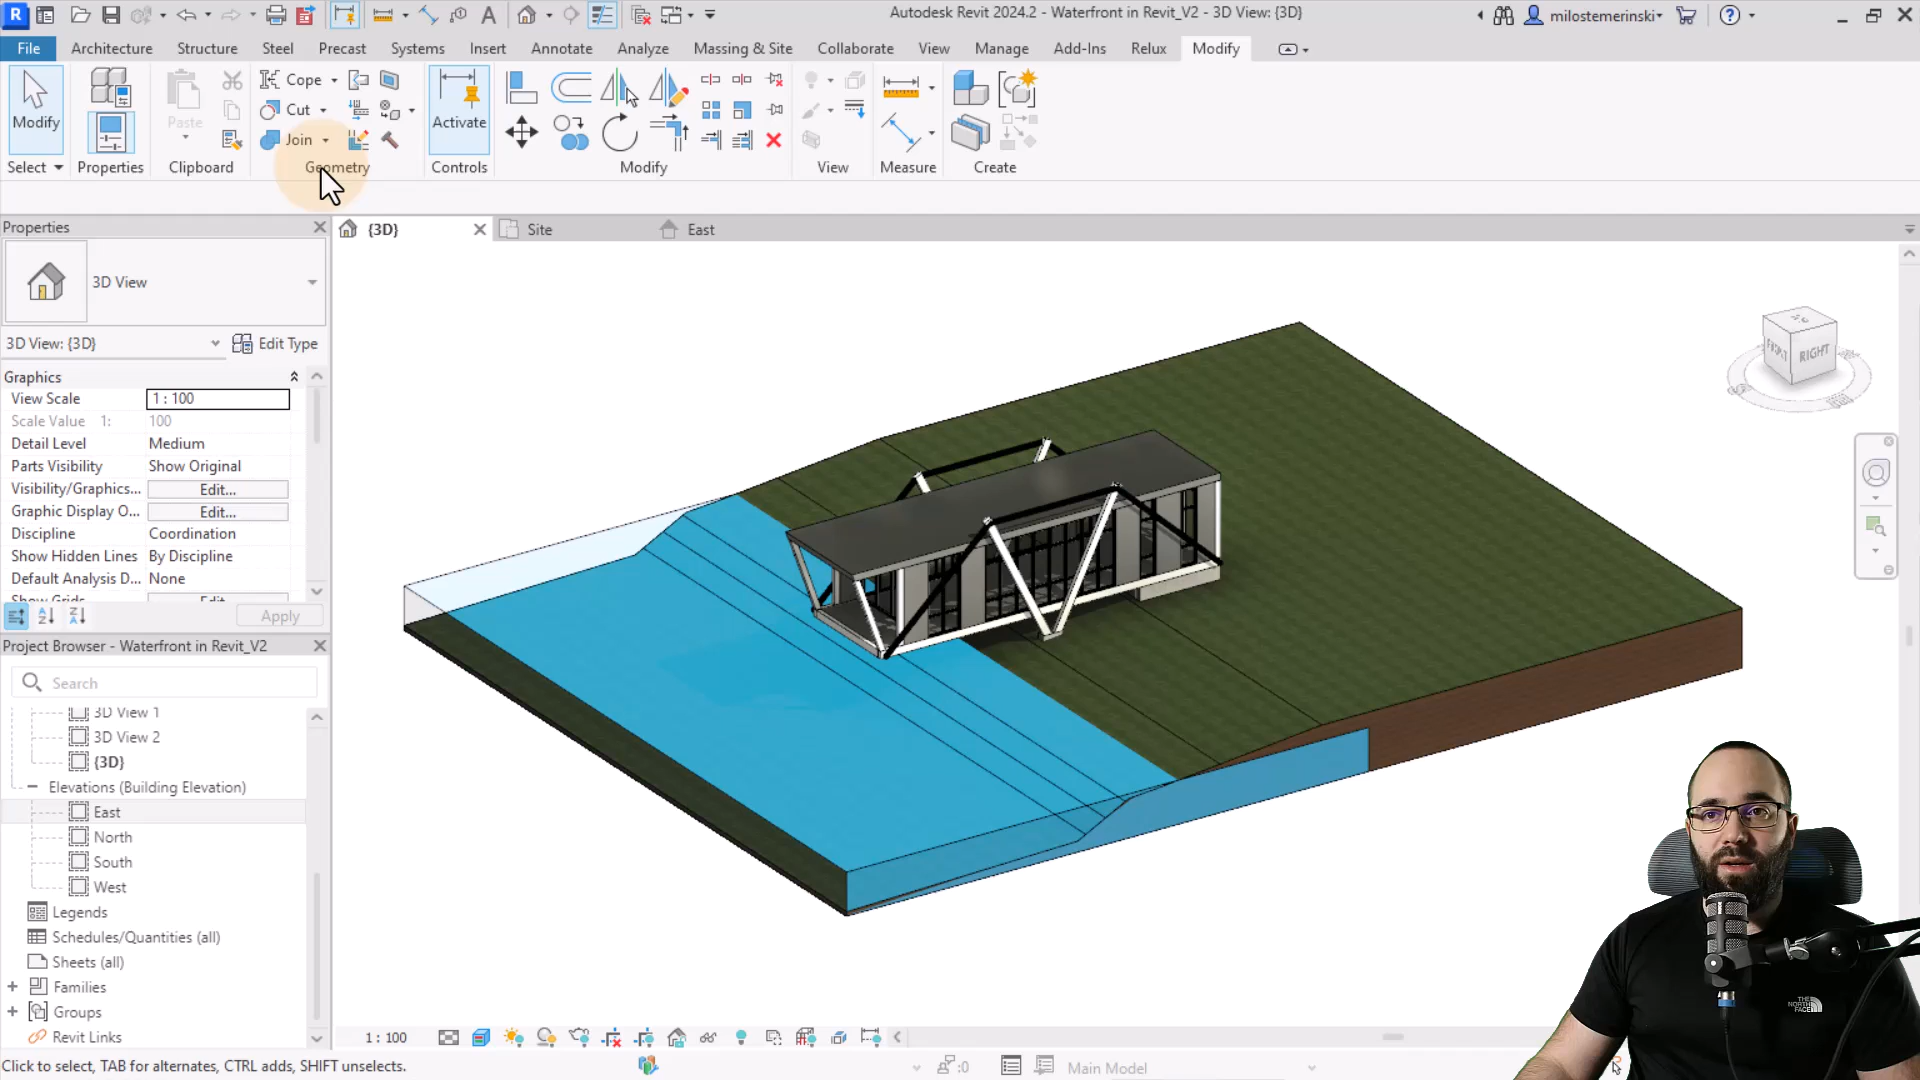 Autodesk Revit 2024.2 - Waterfront in Revit_V2 - 3D View: {3D}
milostemerinski
File Architecture Structure Steel Precast Systems Insert Annotate Analyze Massing & Site Collaborate View Manage Add-Ins Relux Modify
Modify
Paste
Cope
Cut
Join
Activate
Select Properties Clipboard Geometry Controls Modify View Measure Create
Properties
{3D} Site East
3D View
3D View: {3D} Edit Type
Graphics
View Scale 1 : 100
Scale Value 1: 100
Detail Level Medium
Parts Visibility Show Original
Visibility/Graphics... Edit...
Graphic Display O... Edit...
Discipline Coordination
Show Hidden Lines By Discipline
Default Analysis D... None
Show Grids Edit...
Apply
Project Browser - Waterfront in Revit_V2
Search
3D View 1
3D View 2
{3D}
Elevations (Building Elevation)
East
North
South
West
Legends
Schedules/Quantities (all)
Sheets (all)
Families
Groups
Revit Links
FRONT RIGHT
1 : 100
Click to select, TAB for alternates, CTRL adds, SHIFT unselects.
:0
Main Model
THE
NORTH
FACE